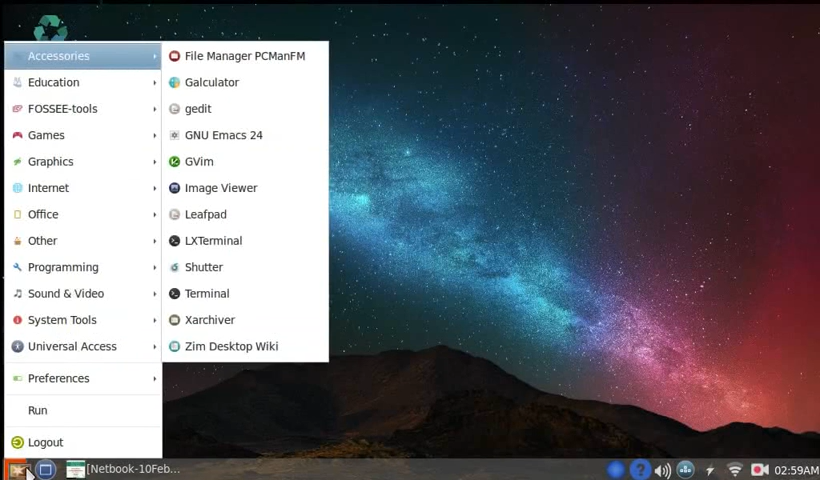 Accessories
Education
FOSSEE-tools
Games
Graphics
Internet
Office
Other
Programming
Sound & Video
System Tools
Universal Access
Preferences
Run
Logout
File Manager PCManFM
Galculator
gedit
GNU Emacs 24
GVim
Image Viewer
Leafpad
LXTerminal
Shutter
Terminal
Xarchiver
Zim Desktop Wiki
[Netbook-10Feb...
02:59AM